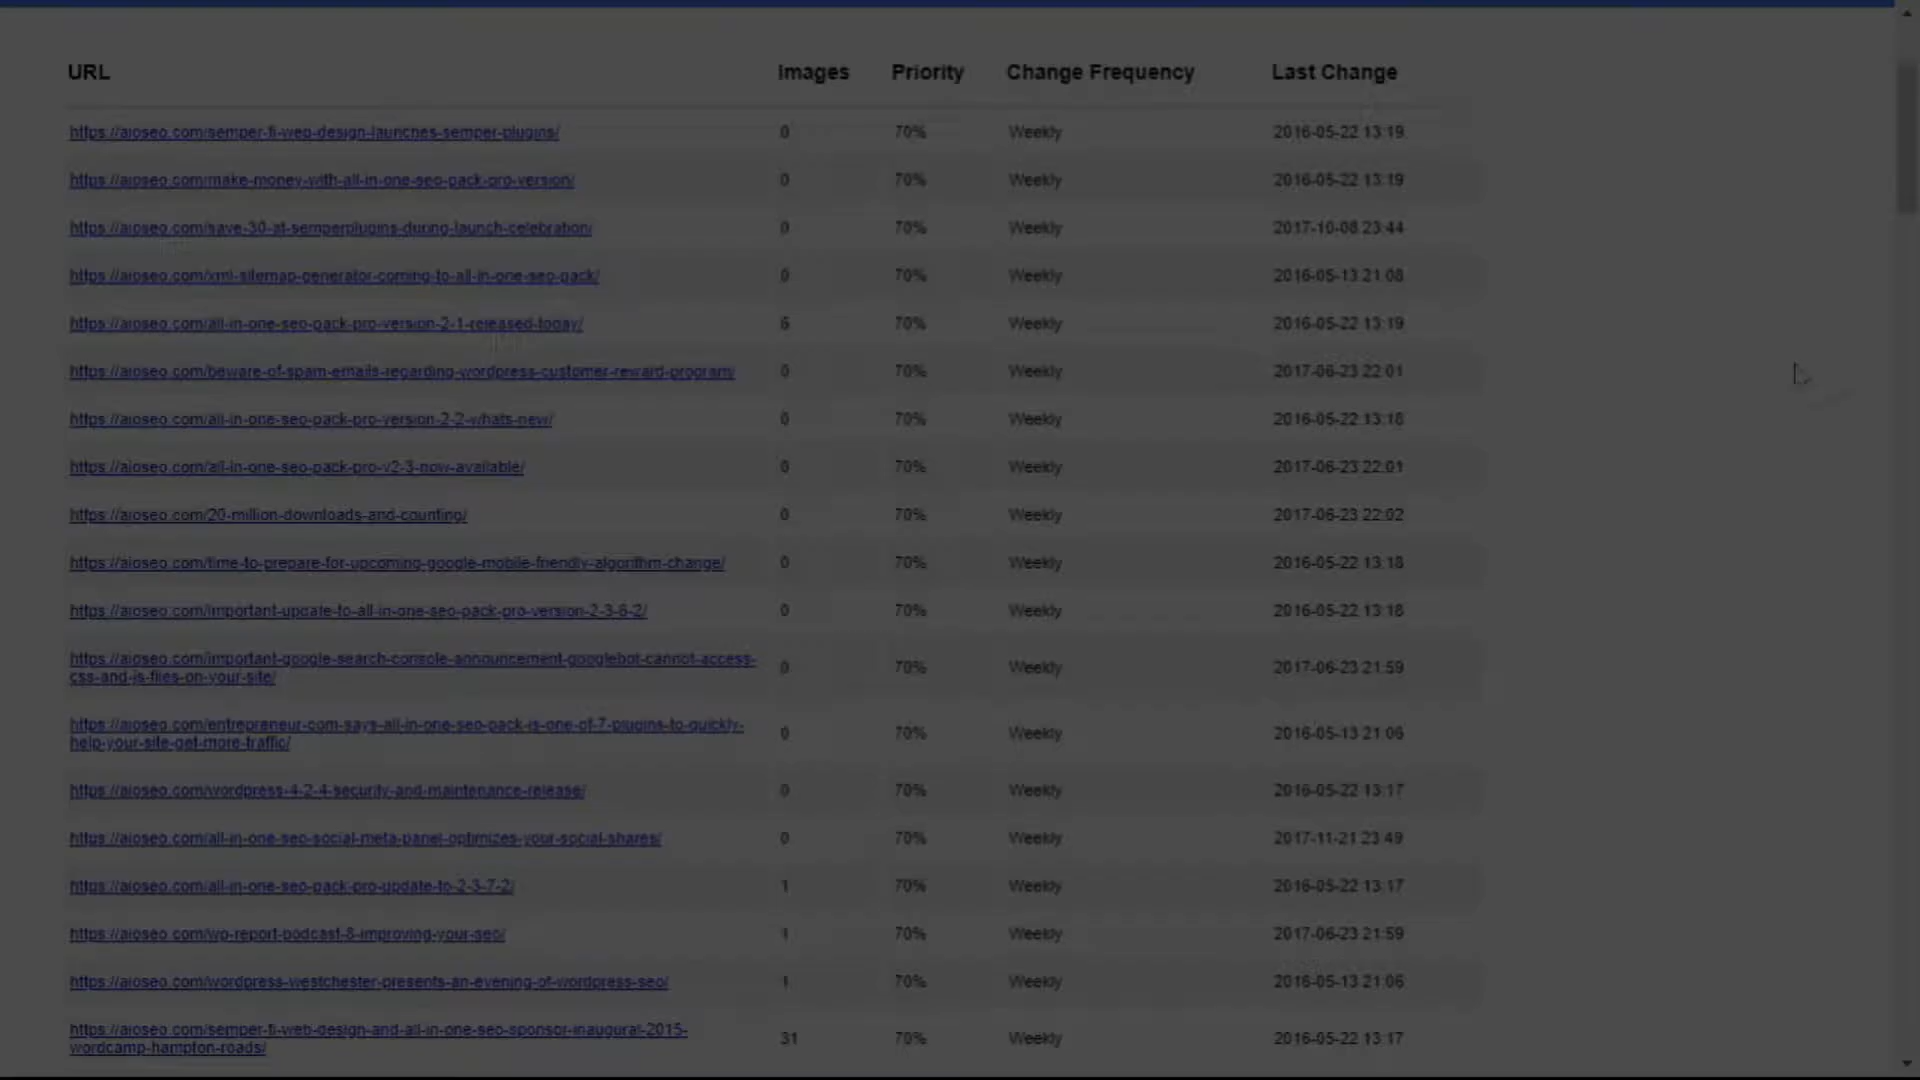 URL Images Priority Change Frequency Last Change
https://aioseo.com/semper-fi-web-design-launches-semper-plugins/ 0 70% Weekly 2016-05-22 13:19
https://aioseo.com/make-money-with-all-in-one-seo-pack-pro-version/ 0 70% Weekly 2016-05-22 13:19
https://aioseo.com/save-30-at-semperplugins-during-launch-celebration/ 0 70% Weekly 2017-10-08 23:44
https://aioseo.com/xml-sitemap-generator-coming-to-all-in-one-seo-pack/ 0 70% Weekly 2016-05-13 21:08
https://aioseo.com/all-in-one-seo-pack-pro-version-2-1-released-today/ 6 70% Weekly 2016-05-22 13:19
https://aioseo.com/beware-of-spam-emails-regarding-wordpress-customer-reward-program/ 0 70% Weekly 2017-06-23 22:01
https://aioseo.com/all-in-one-seo-pack-pro-version-2-2-whats-new/ 0 70% Weekly 2016-05-22 13:18
https://aioseo.com/all-in-one-seo-pack-pro-v2-3-now-available/ 0 70% Weekly 2017-06-23 22:01
https://aioseo.com/20-million-downloads-and-counting/ 0 70% Weekly 2017-06-23 22:02
https://aioseo.com/time-to-prepare-for-upcoming-google-mobile-friendly-algorithm-change/ 0 70% Weekly 2016-05-22 13:18
https://aioseo.com/important-update-to-all-in-one-seo-pack-pro-version-2-3-6-2/ 0 70% Weekly 2016-05-22 13:18
https://aioseo.com/important-google-search-console-announcement-googlebot-cannot-access-
css-and-js-files-on-your-site/ 0 70% Weekly 2017-06-23 21:59
https://aioseo.com/entrepreneur-com-says-all-in-one-seo-pack-is-one-of-7-plugins-to-quickly-
help-your-site-get-more-traffic/ 0 70% Weekly 2016-05-13 21:06
https://aioseo.com/wordpress-4-2-4-security-and-maintenance-release/ 0 70% Weekly 2016-05-22 13:17
https://aioseo.com/all-in-one-seo-social-meta-panel-optimizes-your-social-shares/ 0 70% Weekly 2017-11-21 23:49
https://aioseo.com/all-in-one-seo-pack-pro-update-to-2-3-7-2/ 1 70% Weekly 2016-05-22 13:17
https://aioseo.com/wp-report-podcast-8-improving-your-seo/ 1 70% Weekly 2017-06-23 21:59
https://aioseo.com/wordpress-westchester-presents-an-evening-of-wordpress-seo/ 1 70% Weekly 2016-05-13 21:06
https://aioseo.com/semper-fi-web-design-and-all-in-one-seo-sponsor-inaugural-2015-
wordcamp-hampton-roads/ 31 70% Weekly 2016-05-22 13:17